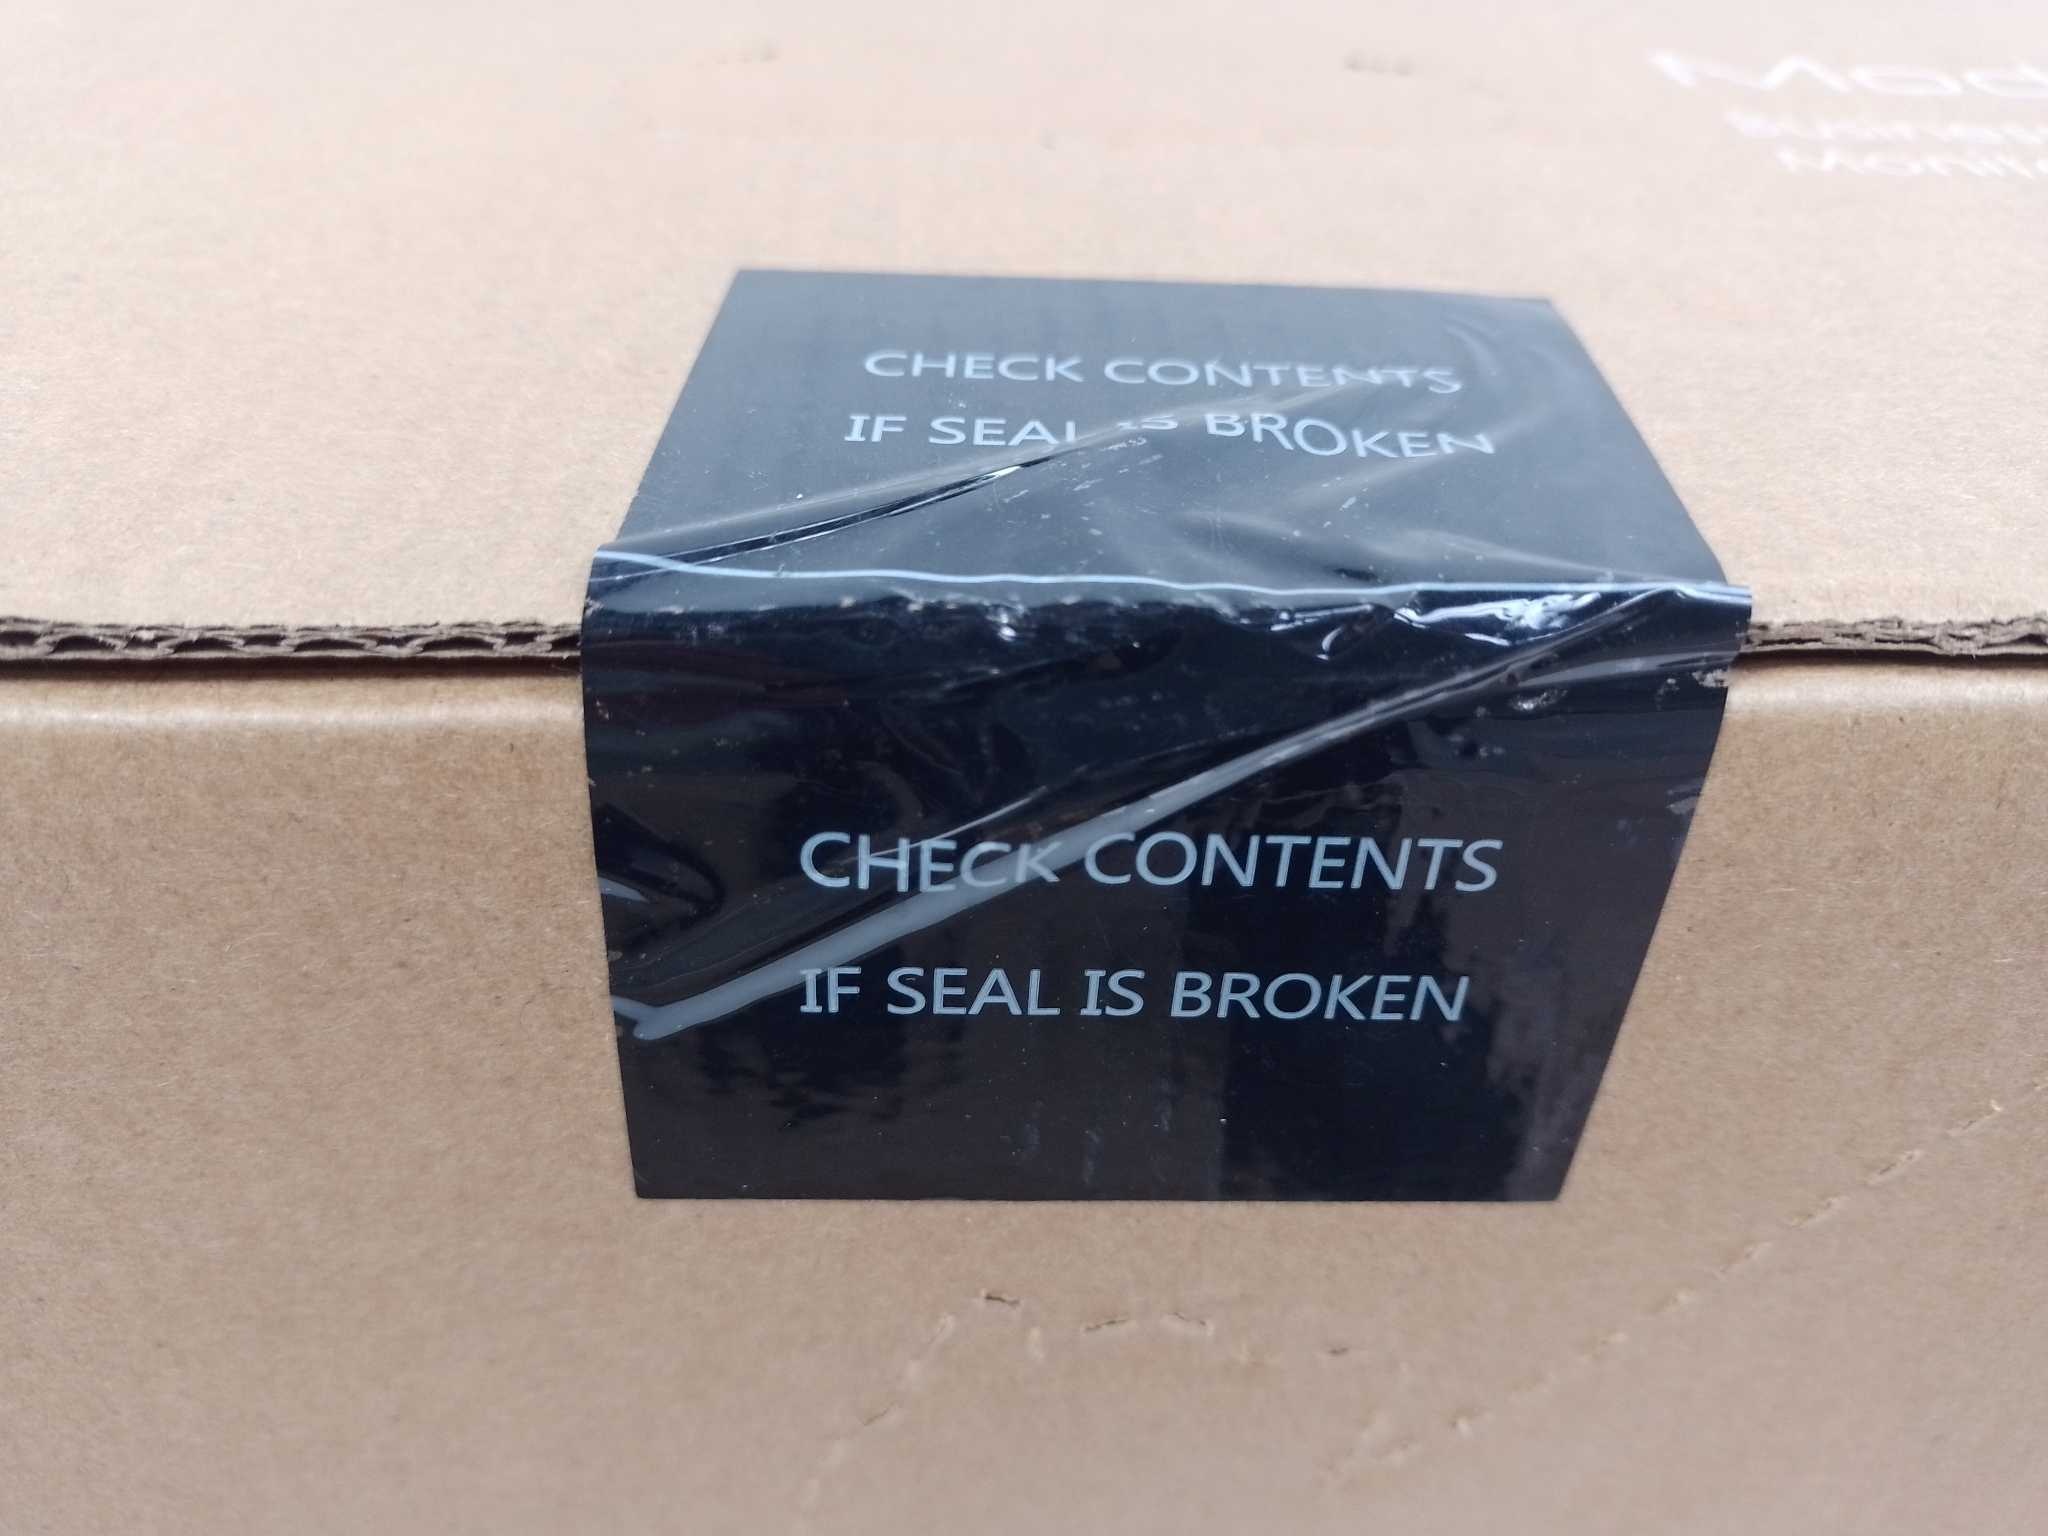 CHECK CONTENTS
IF SEAL IS BROKEN
CHECK CONTENTS
IF SEAL IS BROKEN